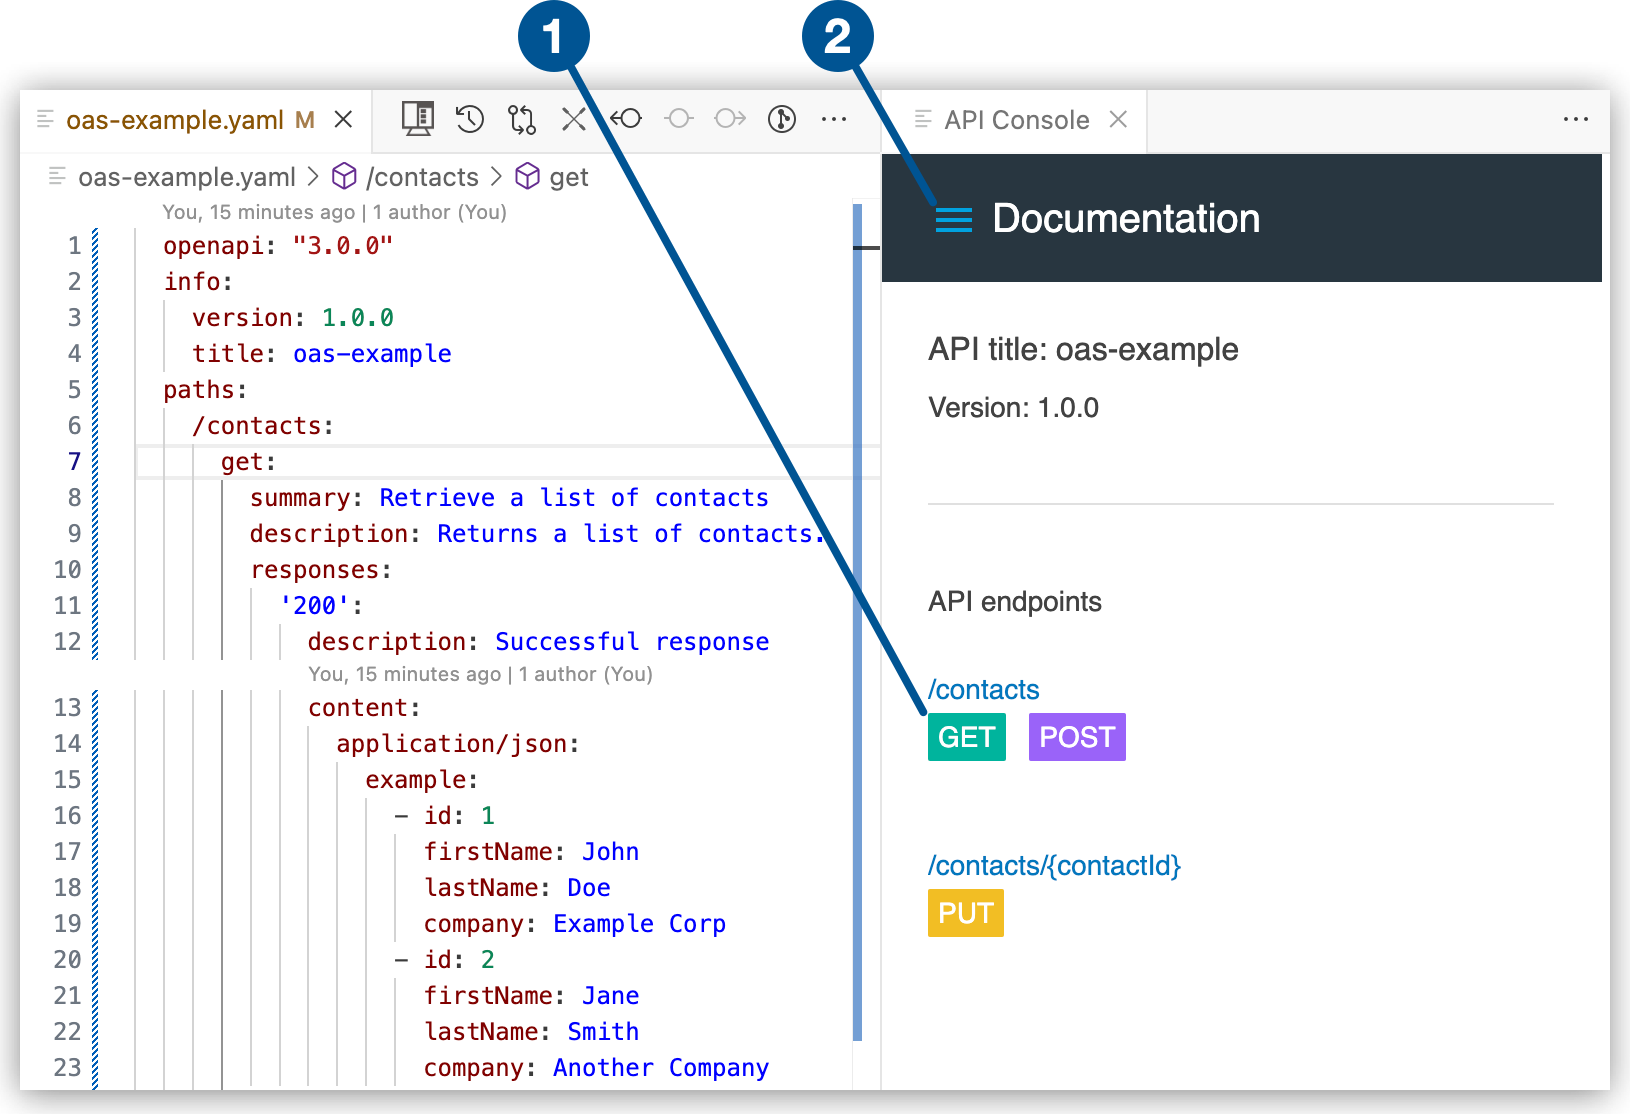 1
2
oas-example.yaml M
API Console
oas-example.yaml > /contacts > get
You, 15 minutes ago | 1 author (You)
1 openapi: "3.0.0"
2 info:
3 version: 1.0.0
4 title: oas-example
5 paths:
6 /contacts:
7 get:
8 summary: Retrieve a list of contacts
9 description: Returns a list of contacts.
10 responses:
11 '200':
12 description: Successful response
You, 15 minutes ago | 1 author (You)
13 content:
14 application/json:
15 example:
16 - id: 1
17 firstName: John
18 lastName: Doe
19 company: Example Corp
20 - id: 2
21 firstName: Jane
22 lastName: Smith
23 company: Another Company
Documentation
API title: oas-example
Version: 1.0.0
API endpoints
/contacts
GET POST
/contacts/{contactId}
PUT